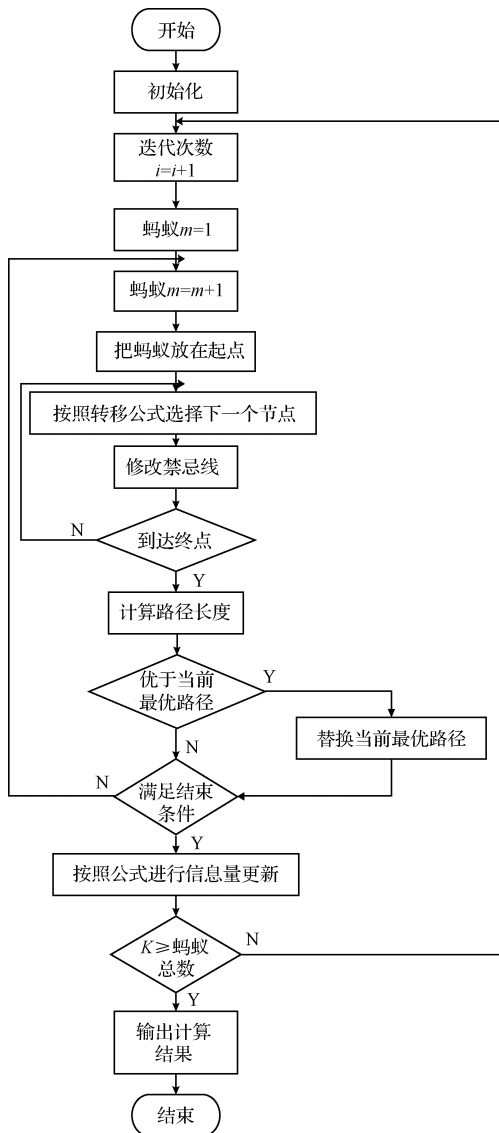 开始
初始化
迭代次数
i=i+1
蚂蚁m=1
蚂蚁m=m+1
把蚂蚁放在起点
按照转移公式选择下一个节点
修改禁忌线
N
到达终点
Y
计算路径长度
优于当前
最优路径
Y
替换当前最优路径
N
N
满足结束
条件
Y
按照公式进行信息量更新
K≥蚂蚁
总数
N
Y
输出计算
结果
结束